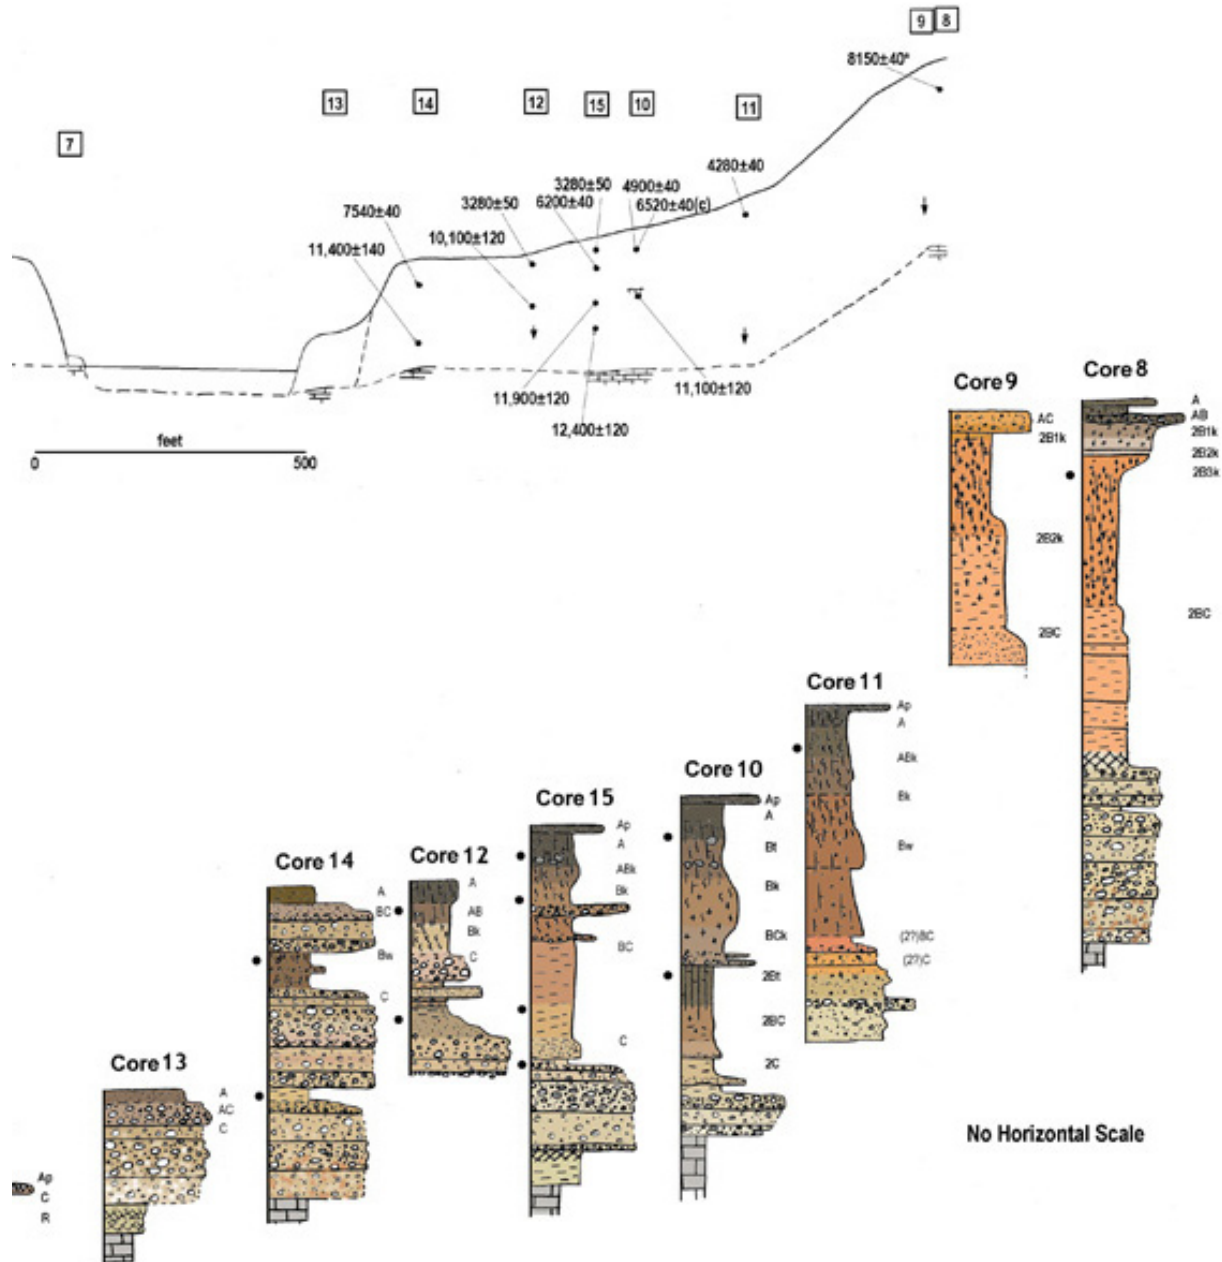 9 8
8150±40*
13
14
12
15
10
11
7
4280±40
3280±50
4900±40
7540±40
3280±50
6200±40
6520±40(c)
11,400±140
10,100±120
11,900±120
11,100±120
12,400±120
feet
0
500
Core 9
AC
2B1k
2B2k
2BC
Core 8
A
AB
2B1k
2B2k
2B3k
2BC
Core 11
Ap
A
ABk
Bk
Bw
(2?)BC
(2?)C
Core 10
Ap
A
Bt
Bk
BCk
2Bt
2BC
2C
Core 15
Ap
A
ABk
Bk
BC
C
Core 12
A
AB
Bk
C
Core 14
A
BC
Bw
C
Core 13
A
AC
C
Ap
C
R
No Horizontal Scale